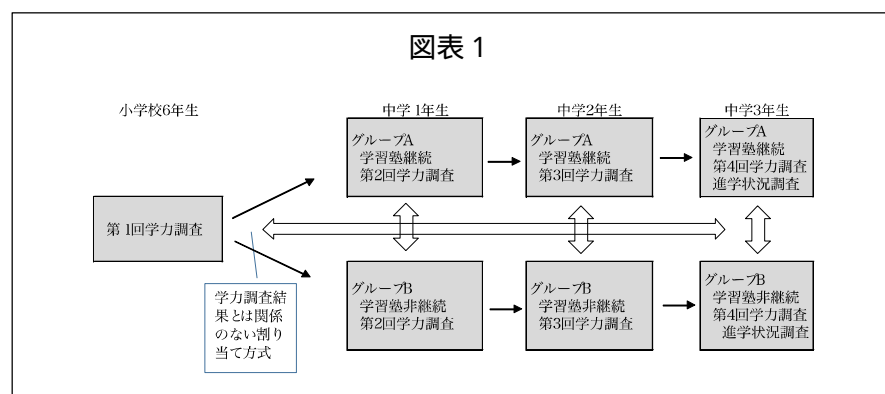 図表 1
小学校6年生
中学 1年生
中学2年生
中学3年生
第 1回学力調査
グループA
学習塾継続
第2回学力調査
グループA
学習塾継続
第3回学力調査
グループA
学習塾継続
第4回学力調査
進学状況調査
学力調査結
果とは関係
のない割り
当て方式
グループB
学習塾非継続
第2回学力調査
グループB
学習塾非継続
第3回学力調査
グループB
学習塾非継続
第4回学力調査
進学状況調査